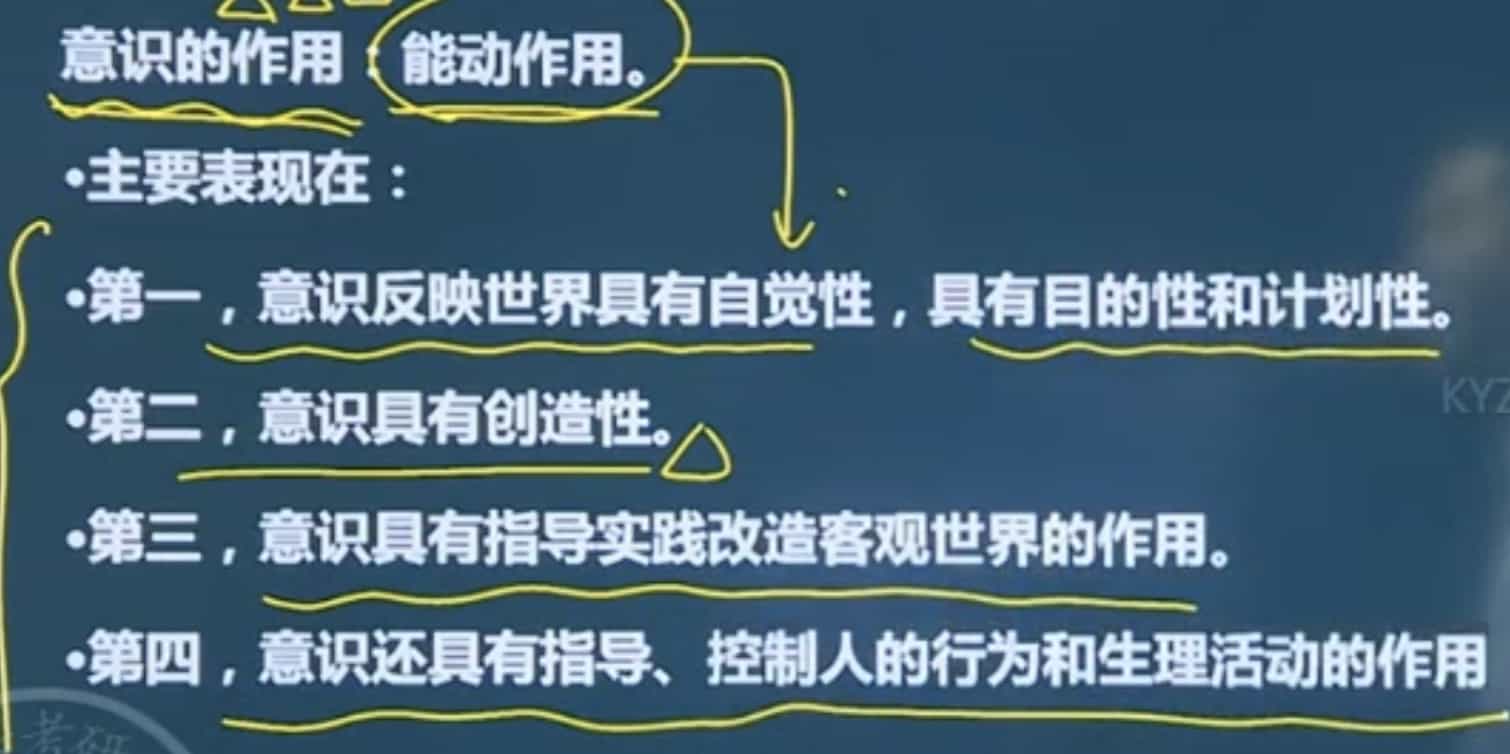 意识的作用：能动作用。
•主要表现在：
•第一，意识反映世界具有自觉性，具有目的性和计划性。
•第二，意识具有创造性。
KYZ
•第三，意识具有指导实践改造客观世界的作用。
•第四，意识还具有指导、控制人的行为和生理活动的作用
考研